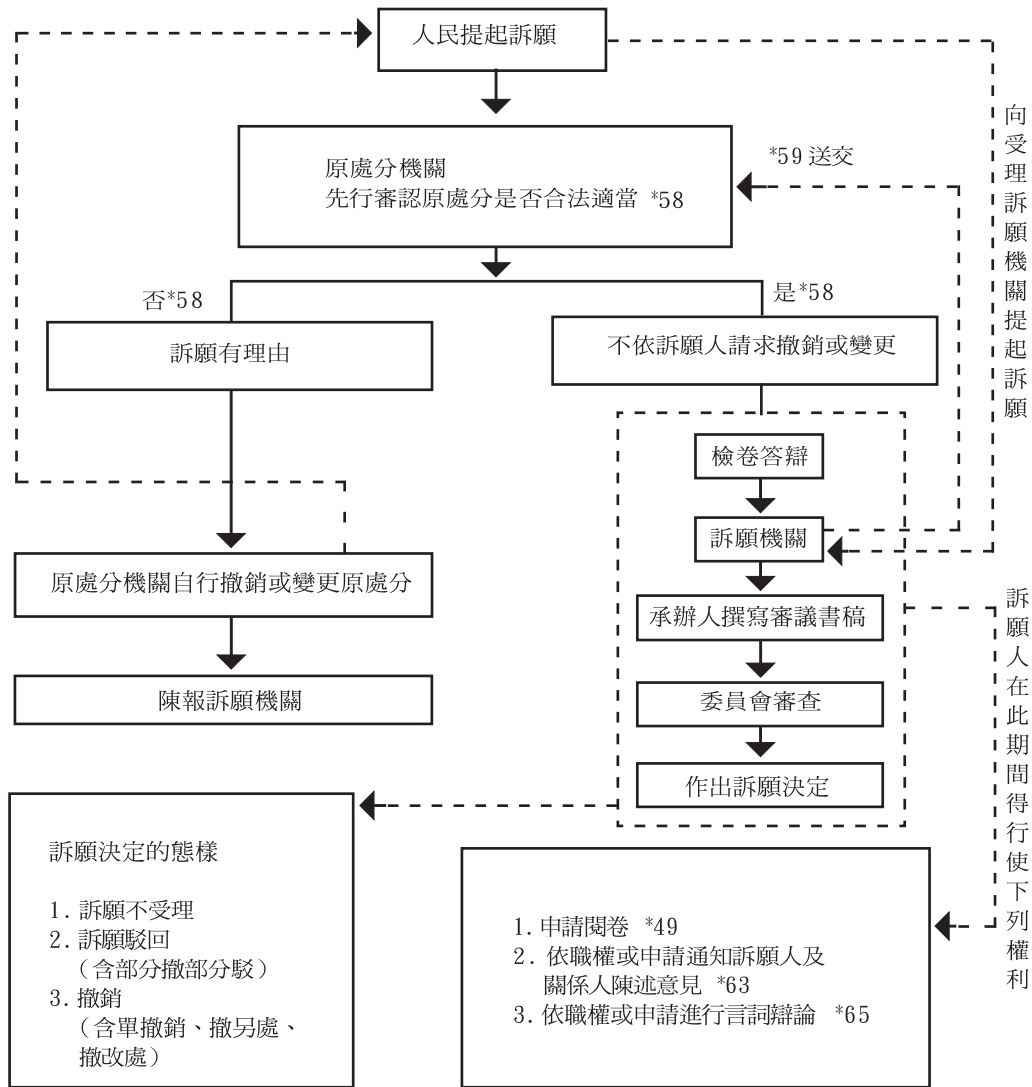 人民提起訴願
向受理訴願機關提起訴願
*59 送交
原處分機關
先行審認原處分是否合法適當 *58
否*58
是*58
訴願有理由
不依訴願人請求撤銷或變更
檢卷答辯
訴願機關
原處分機關自行撤銷或變更原處分
承辦人撰寫審議書稿
訴願人在此期間得行使下列權利
陳報訴願機關
委員會審查
作出訴願決定
訴願決定的態樣
1. 訴願不受理
2. 訴願駁回
（含部分撤部分駁）
3. 撤銷
（含單撤銷、撤另處、
撤改處）
1. 申請閱卷 *49
2. 依職權或申請通知訴願人及
關係人陳述意見 *63
3. 依職權或申請進行言詞辯論 *65